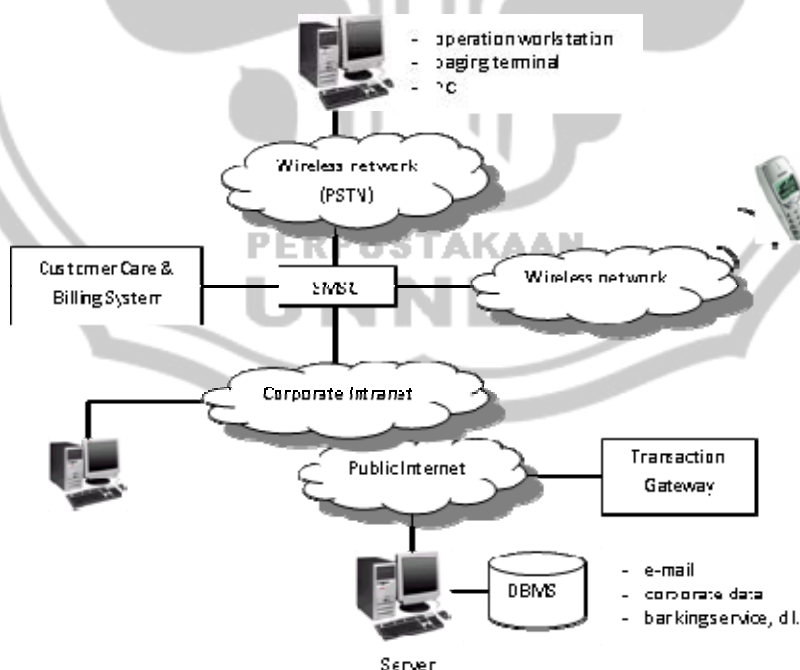 - operation workstation
- paging terminal
- PC
Wireless network
(PSTN)
PERPUSTAKAAN
UNNES
Customer Care &
Billing System
SMSC
Wireless network
Corporate Intranet
Public Internet
Transaction
Gateway
DBMS
- e-mail
- corporate data
- banking service, dll.
Server